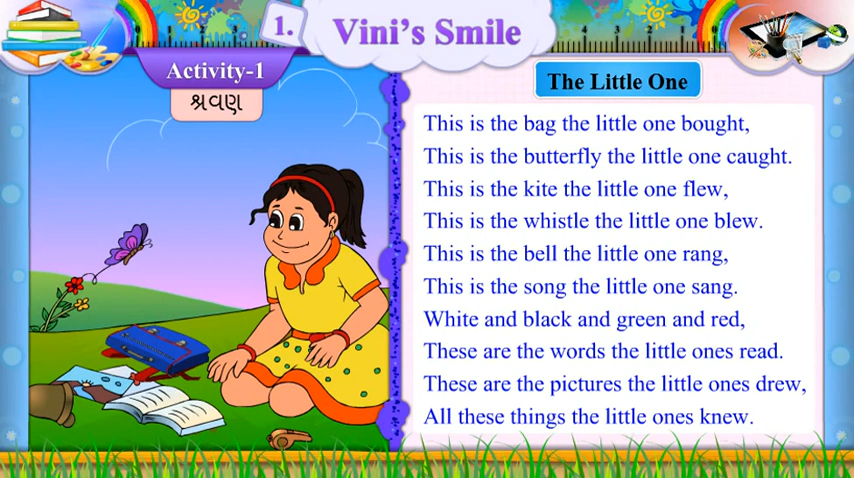 1.
Vini's Smile
Activity-1
શ્રવણ
The Little One
This is the bag the little one bought,
This is the butterfly the little one caught.
This is the kite the little one flew,
This is the whistle the little one blew.
This is the bell the little one rang,
This is the song the little one sang.
White and black and green and red,
These are the words the little ones read.
These are the pictures the little ones drew,
All these things the little ones knew.